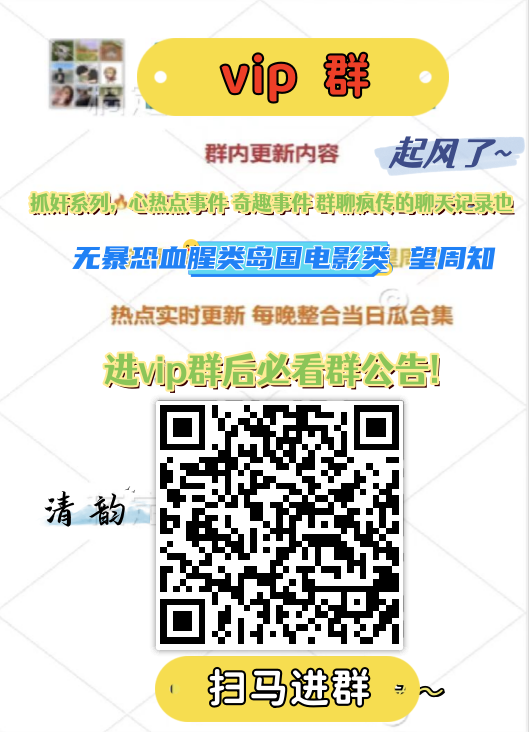 vip 群
群内更新内容
起风了~
抓奸系列🔥心热点事件 奇趣事件 群聊疯传的聊天记录也
无暴恐血腥类岛国电影类 望周知
热点实时更新 每晚整合当日瓜合集
进vip群后必看群公告!
清 韵
扫马进群
~